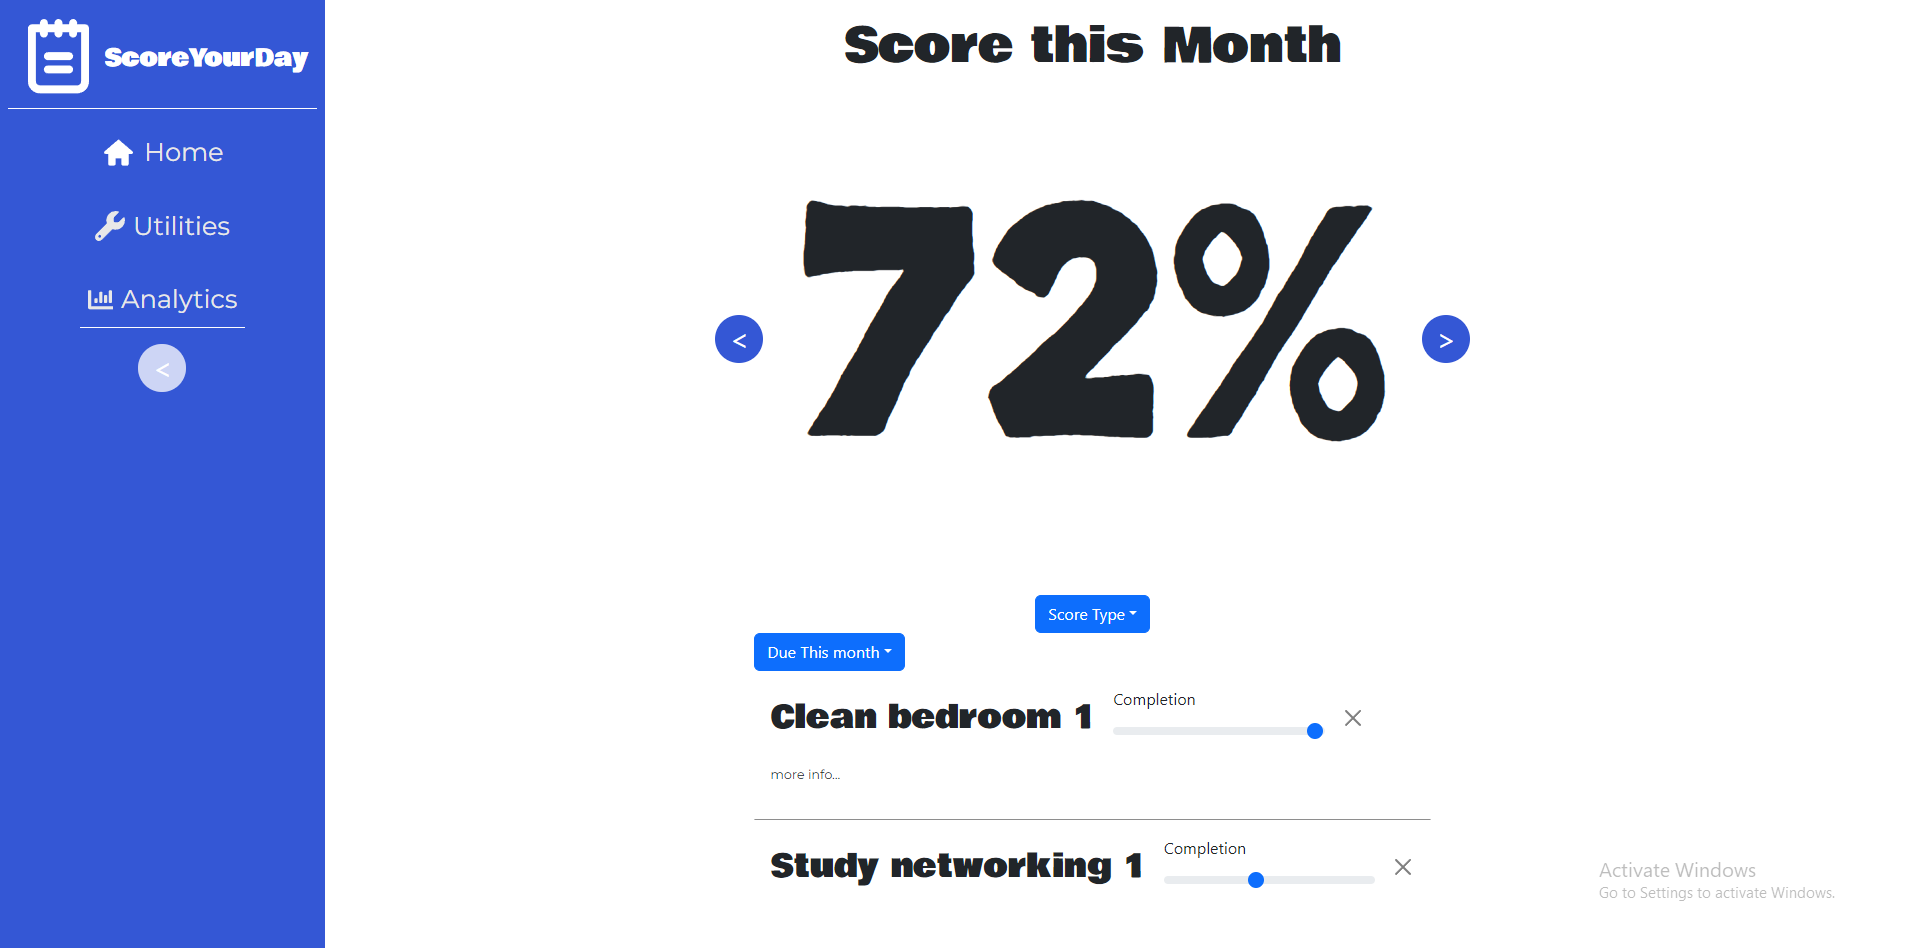 ScoreYourDay
Home
Utilities
Analytics
<
Score this Month
72%
<
>
Score Type
Due This month
Clean bedroom 1
Completion
more info...
Study networking 1
Completion
Activate Windows
Go to Settings to activate Windows.